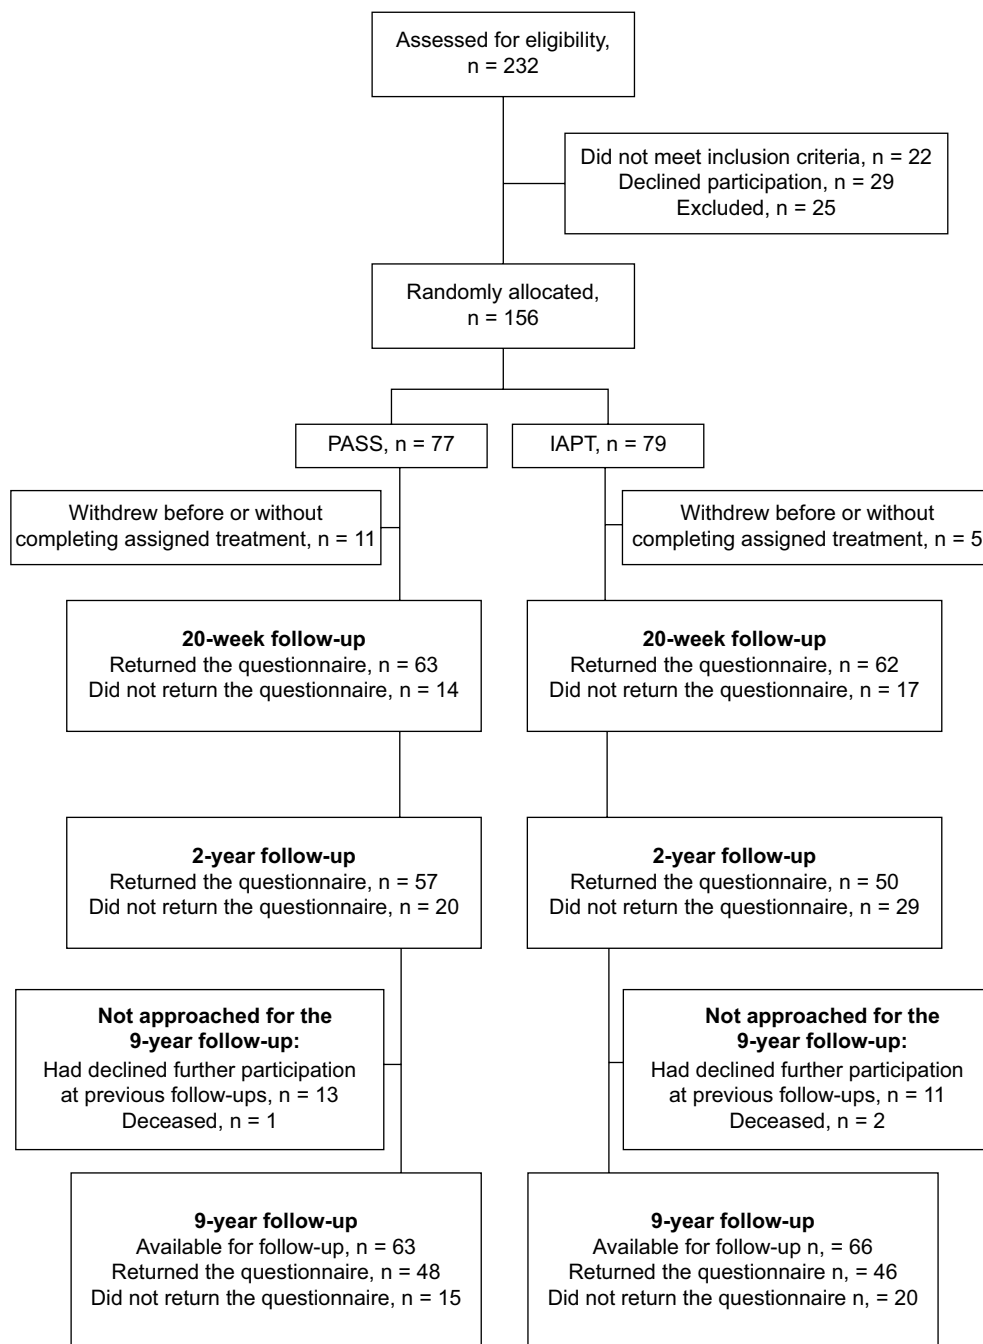 Assessed for eligibility,
n = 232
Did not meet inclusion criteria, n = 22
Declined participation, n = 29
Excluded, n = 25
Randomly allocated,
n = 156
PASS, n = 77
IAPT, n = 79
Withdrew before or without
completing assigned treatment, n = 11
Withdrew before or without
completing assigned treatment, n = 5
20-week follow-up
Returned the questionnaire, n = 63
Did not return the questionnaire, n = 14
20-week follow-up
Returned the questionnaire, n = 62
Did not return the questionnaire, n = 17
2-year follow-up
Returned the questionnaire, n = 57
Did not return the questionnaire, n = 20
2-year follow-up
Returned the questionnaire, n = 50
Did not return the questionnaire, n = 29
Not approached for the
9-year follow-up:
Had declined further participation
at previous follow-ups, n = 13
Deceased, n = 1
Not approached for the
9-year follow-up:
Had declined further participation
at previous follow-ups, n = 11
Deceased, n = 2
9-year follow-up
Available for follow-up, n = 63
Returned the questionnaire, n = 48
Did not return the questionnaire, n = 15
9-year follow-up
Available for follow-up n, = 66
Returned the questionnaire n, = 46
Did not return the questionnaire n, = 20